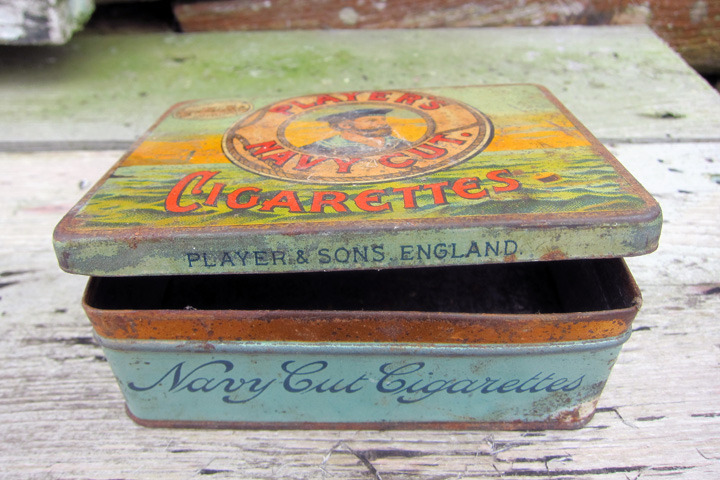 PLAYER'S
NAVY CUT.
CIGARETTES
PLAYER & SONS. ENGLAND.
Navy Cut Cigarettes